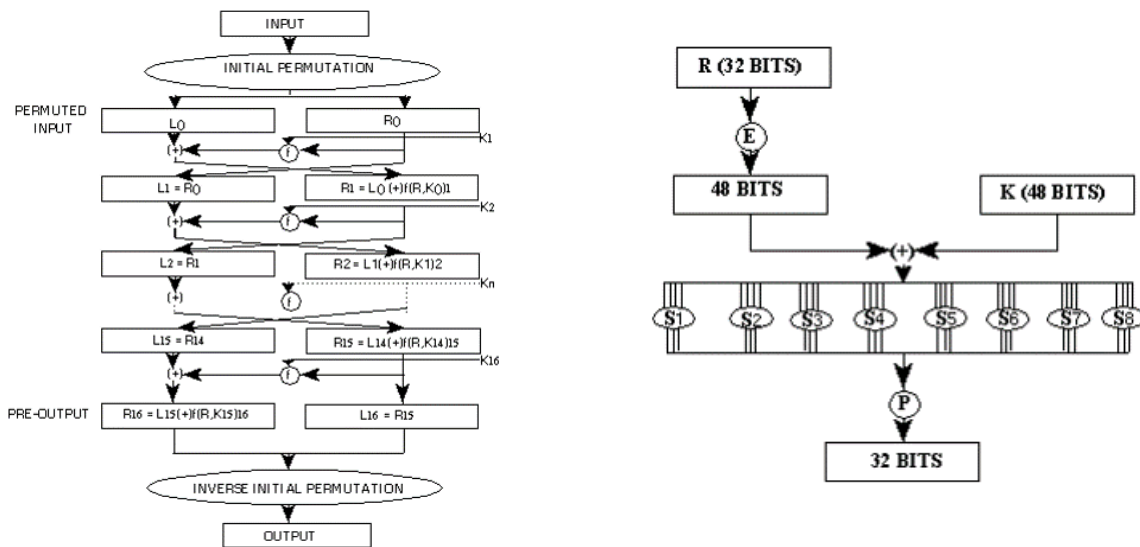 INPUT
INITIAL PERMUTATION
PERMUTED
INPUT
L0
R0
K1
(+)
f
L1 = R0
R1 = L0 (+)f(R,K0)1
K2
(+)
f
L2 = R1
R2 = L1(+)f(R,K1)2
Kn
(+)
f
L15 = R14
R15 = L14(+)f(R,K14)15
K16
(+)
f
PRE-OUTPUT
R16 = L15(+)f(R,K15)16
L16 = R15
INVERSE INITIAL PERMUTATION
OUTPUT
R (32 BITS)
E
48 BITS
K (48 BITS)
(+)
S1 S2 S3 S4 S5 S6 S7 S8
P
32 BITS